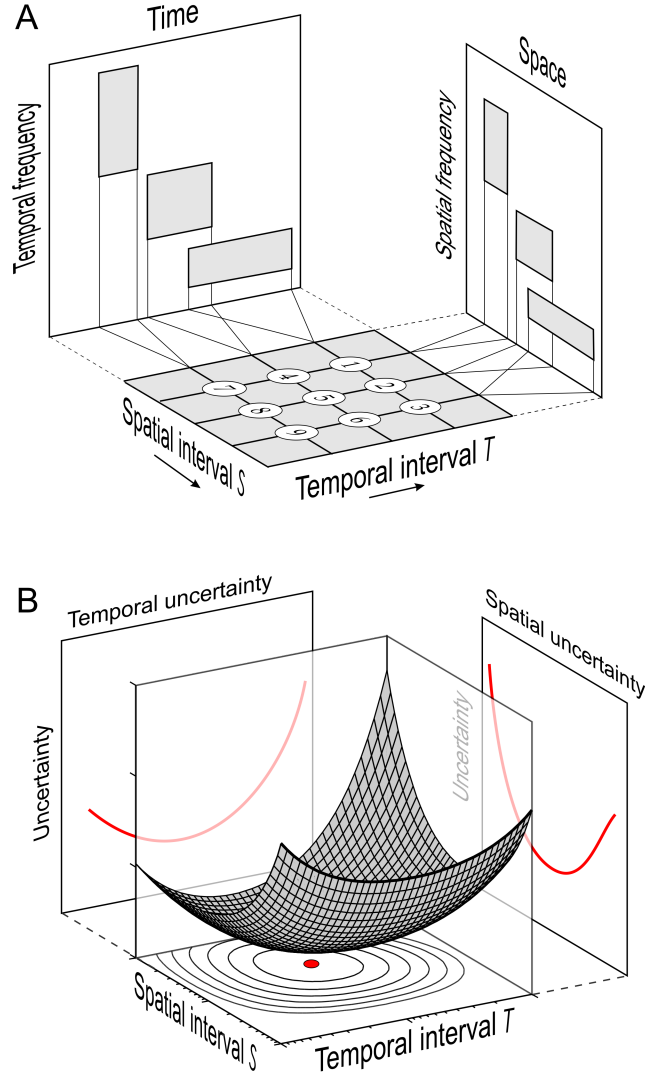 A
Time
Space
Temporal frequency
Spatial frequency
1
4
2
7
5
3
8
6
9
Spatial interval S
Temporal interval T
B
Temporal uncertainty
Spatial uncertainty
Uncertainty
Uncertainty
Spatial interval S
Temporal interval T